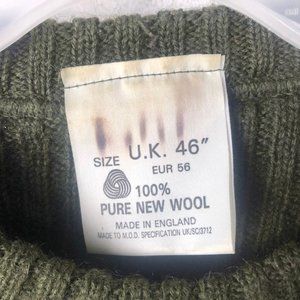 SIZE U.K. 46"
EUR 56
100%
PURE NEW WOOL
MADE IN ENGLAND
MADE TO M.O.D. SPECIFICATION UK/SC/3712